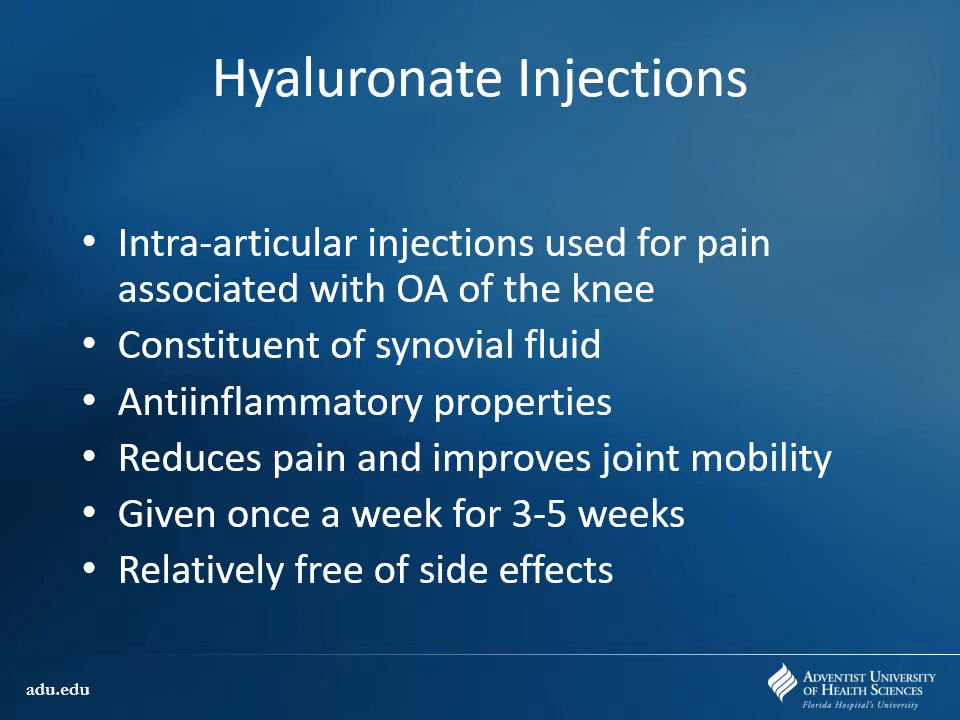 Hyaluronate Injections
• Intra-articular injections used for pain
associated with OA of the knee
• Constituent of synovial fluid
• Antiinflammatory properties
• Reduces pain and improves joint mobility
• Given once a week for 3-5 weeks
• Relatively free of side effects
adu.edu
ADVENTIST UNIVERSITY
OF HEALTH SCIENCES
Florida Hospital's University